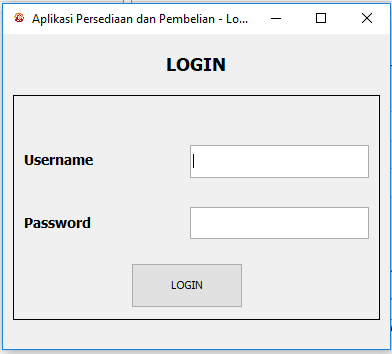 Aplikasi Persediaan dan Pembelian - Lo...
LOGIN
Username
Password
LOGIN